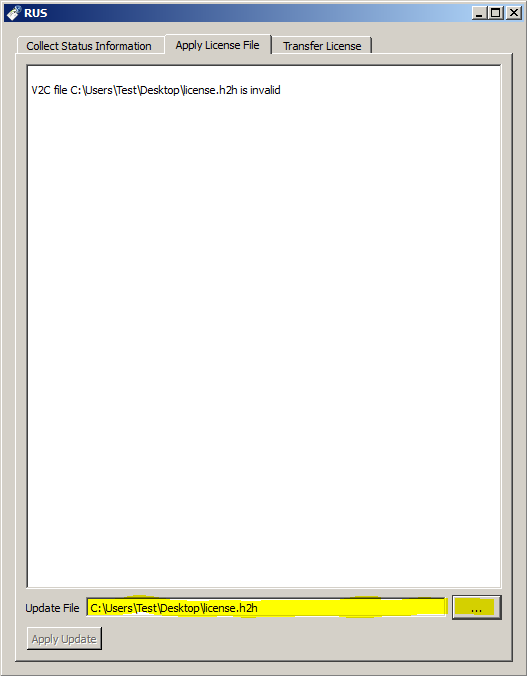 RUS
Collect Status Information
Apply License File
Transfer License
V2C file C:\Users\Test\Desktop\license.h2h is invalid
Update File
C:\Users\Test\Desktop\license.h2h
...
Apply Update